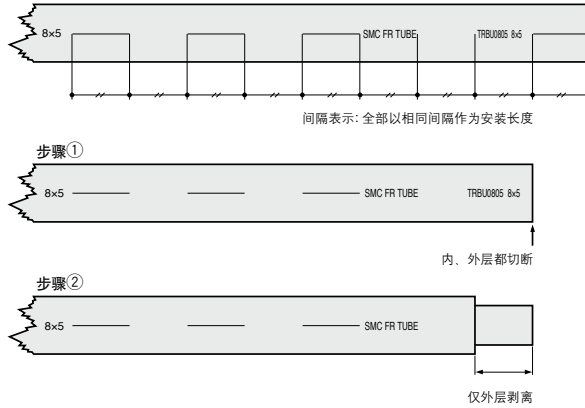 8×5 SMC FR TUBE TRBU0805 8×5
间隔表示: 全部以相同间隔作为安装长度
步骤①
8×5 SMC FR TUBE TRBU0805 8×5
内、外层都切断
步骤②
8×5 SMC FR TUBE
仅外层剥离